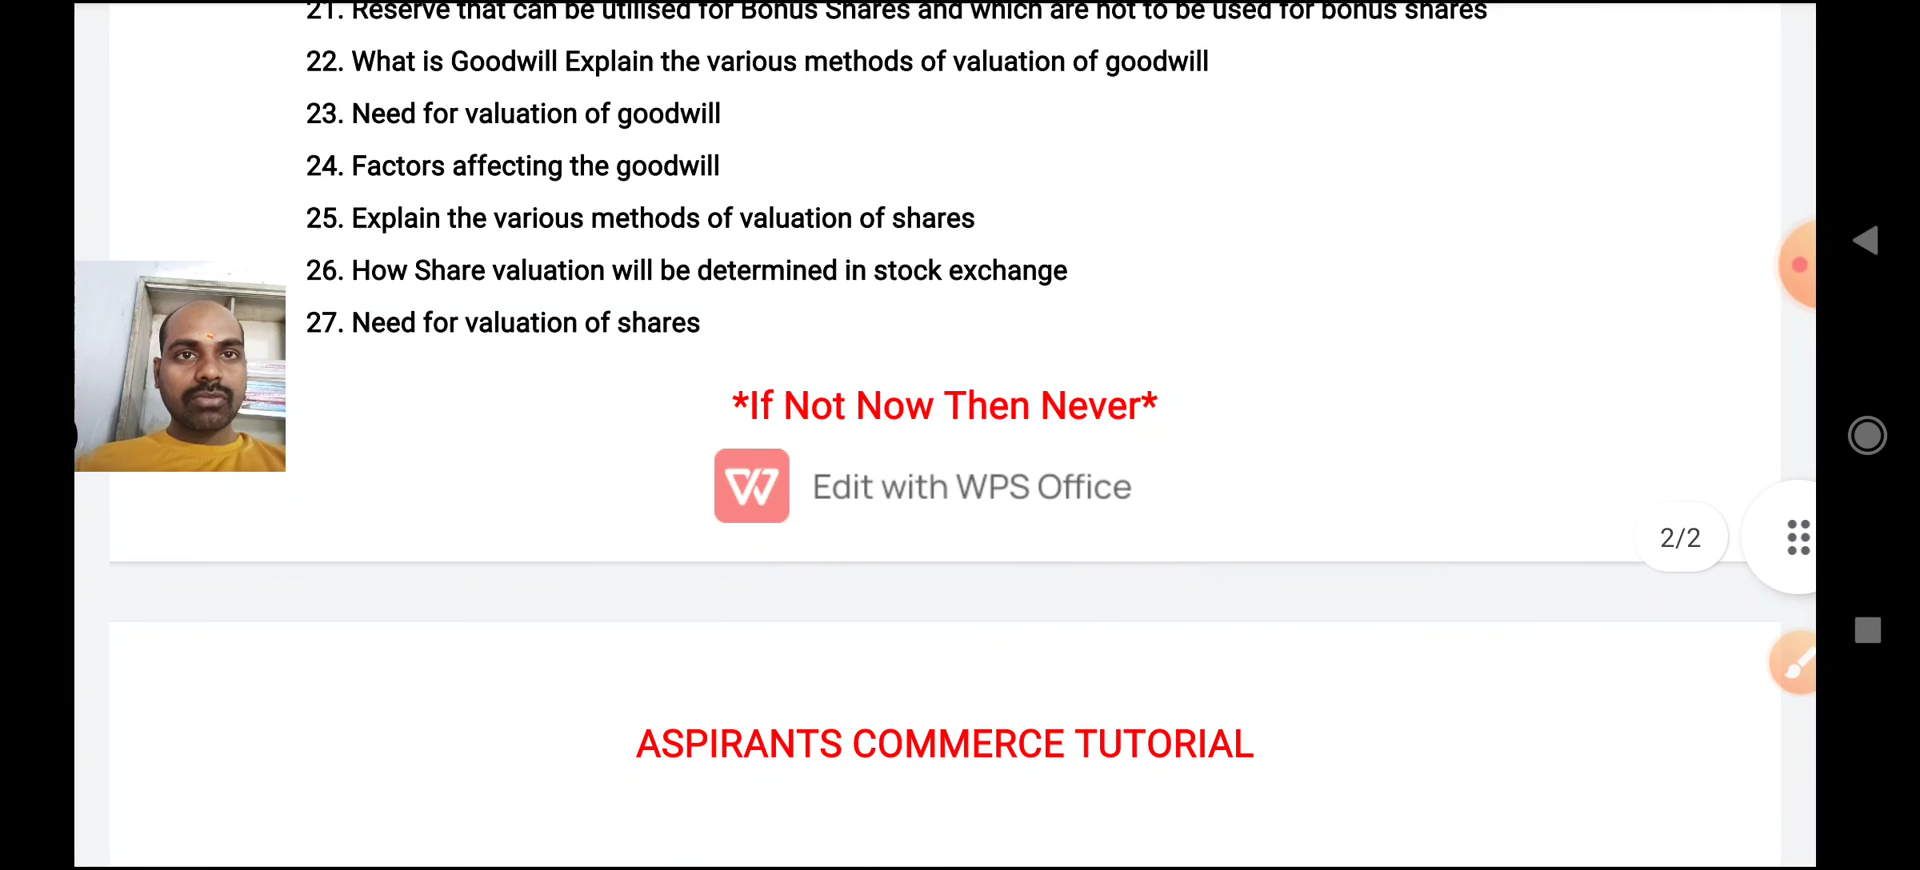 21. Reserve that can be utilised for Bonus Shares and which are not to be used for bonus shares
22. What is Goodwill Explain the various methods of valuation of goodwill
23. Need for valuation of goodwill
24. Factors affecting the goodwill
25. Explain the various methods of valuation of shares
26. How Share valuation will be determined in stock exchange
27. Need for valuation of shares
*If Not Now Then Never*
Edit with WPS Office
2/2
ASPIRANTS COMMERCE TUTORIAL